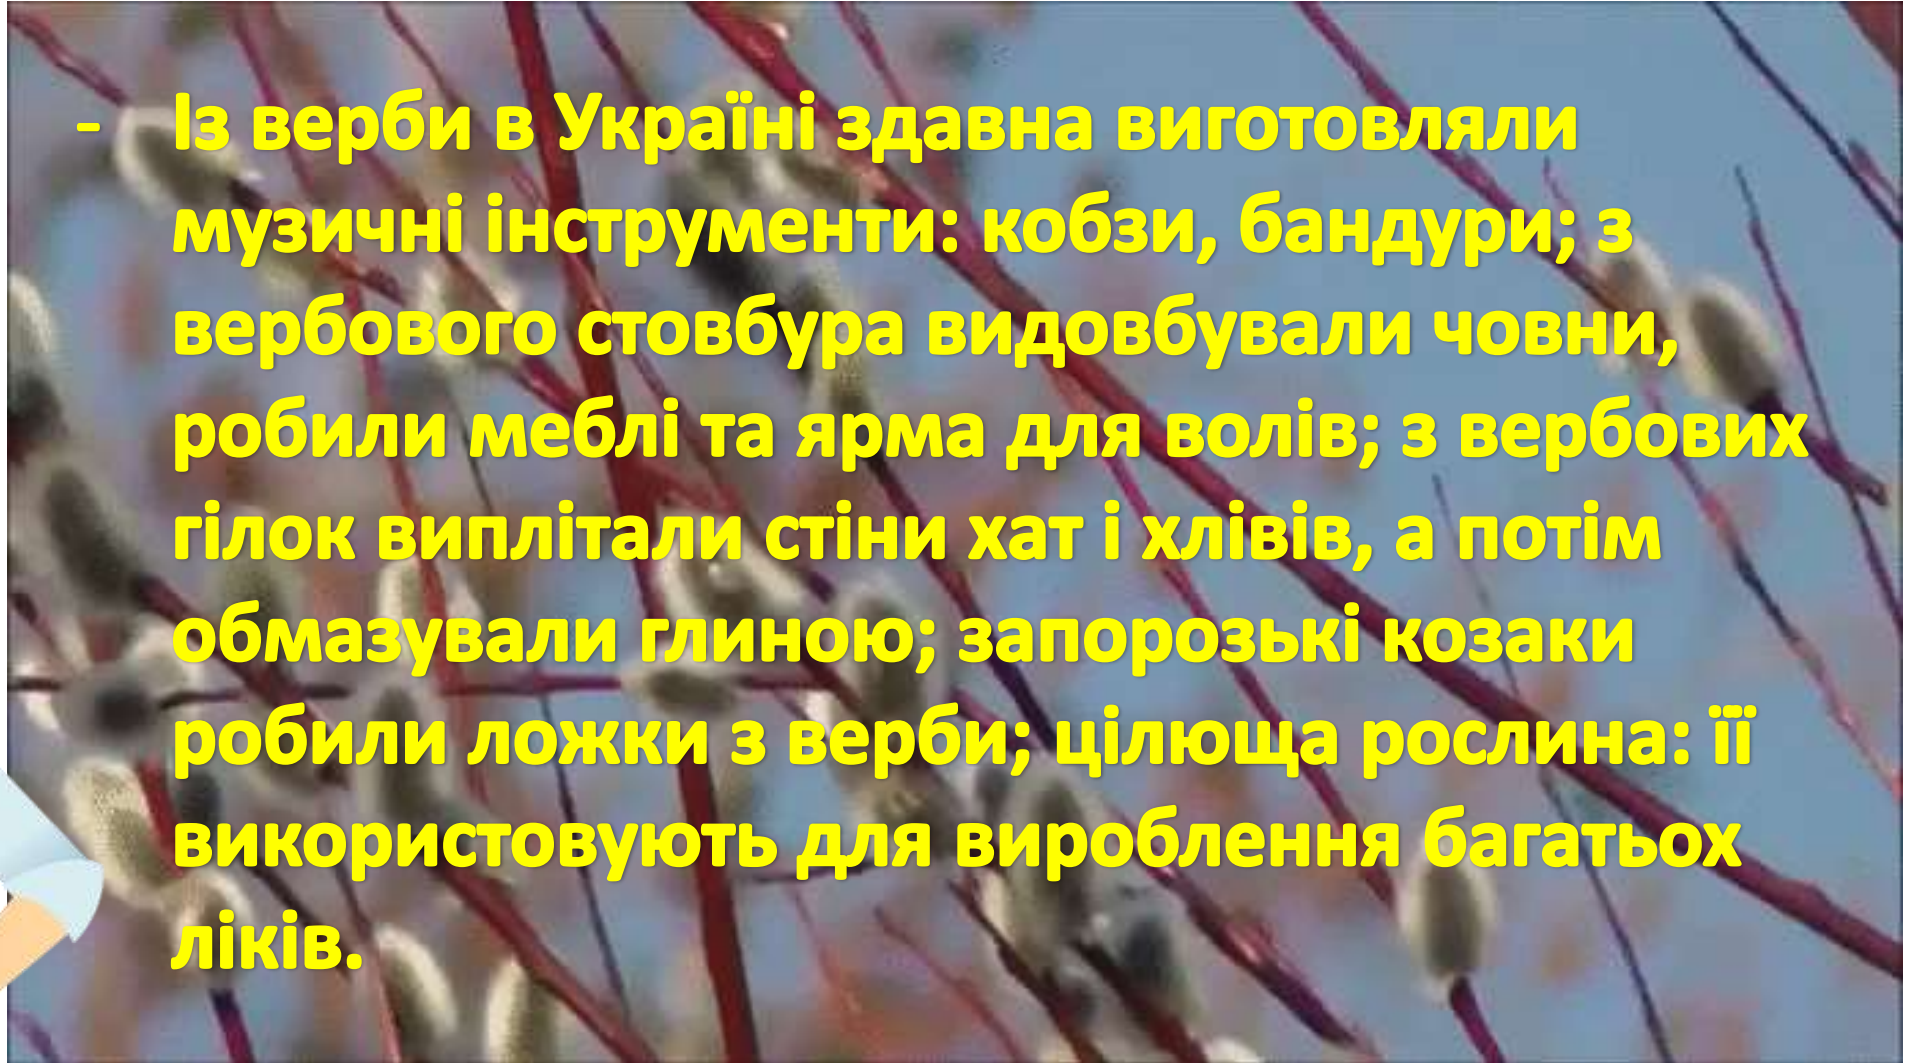 - Із верби в Україні здавна виготовляли
музичні інструменти: кобзи, бандури; з
вербового стовбура видовбували човни,
робили меблі та ярма для волів; з вербових
гілок виплітали стіни хат і хлівів, а потім
обмазували глиною; запорозькі козаки
робили ложки з верби; цілюща рослина: її
використовують для вироблення багатьох
ліків.